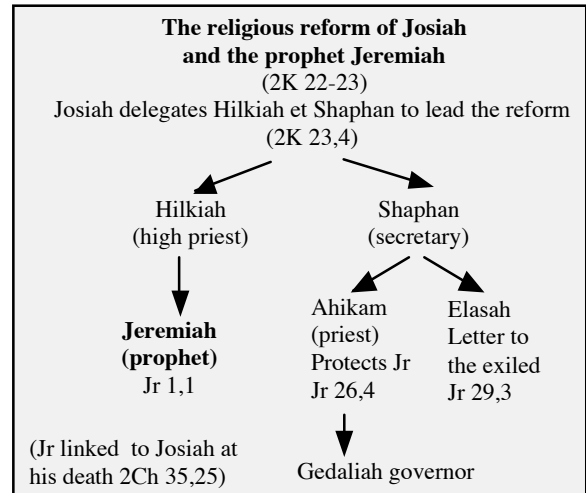 The religious reform of Josiah
and the prophet Jeremiah
(2K 22-23)
Josiah delegates Hilkiah et Shaphan to lead the reform
(2K 23,4)
Hilkiah
(high priest)
Shaphan
(secretary)
Jeremiah
(prophet)
Jr 1,1
Ahikam
(priest)
Protects Jr
Jr 26,4
Elasah
Letter to
the exiled
Jr 29,3
(Jr linked to Josiah at
his death 2Ch 35,25)
Gedaliah governor